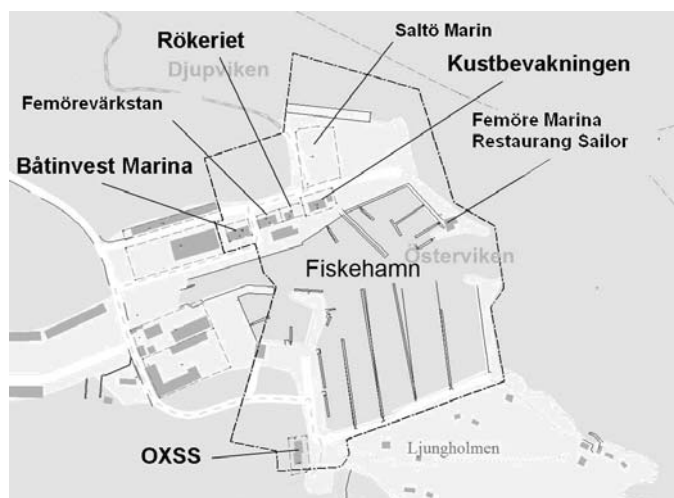 Saltö Marin
Rökeriet
Djupviken
Kustbevakningen
Femörevärkstan
Femöre Marina
Restaurang Sailor
Båtinvest Marina
Österviken
Fiskehamn
OXSS
Ljungholmen